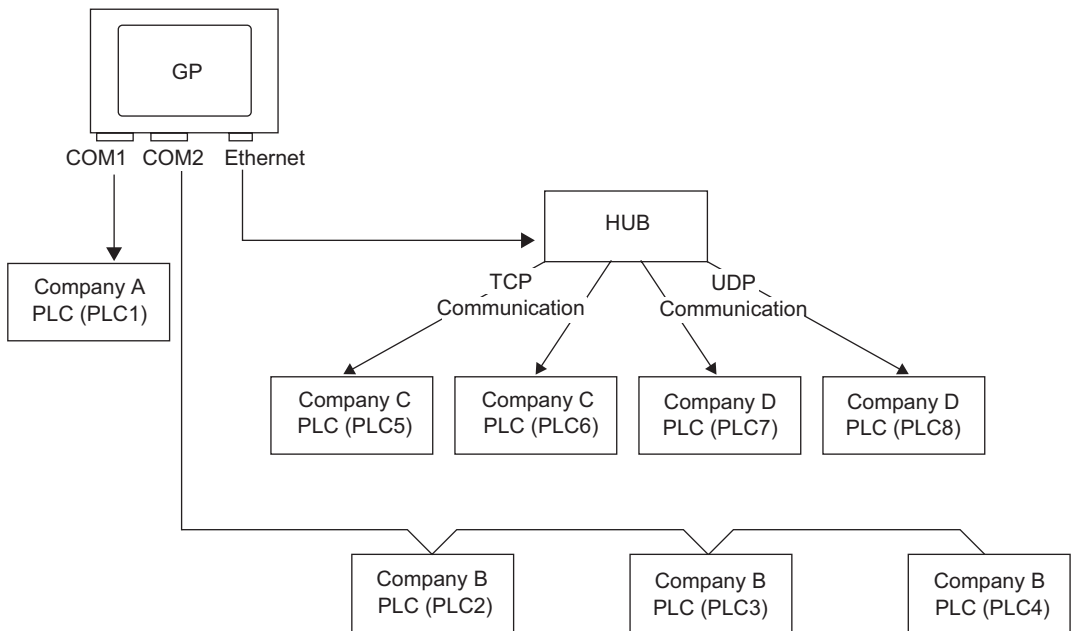 GP
COM1 COM2 Ethernet
HUB
Company A
PLC (PLC1)
TCP
Communication
UDP
Communication
Company C
PLC (PLC5)
Company C
PLC (PLC6)
Company D
PLC (PLC7)
Company D
PLC (PLC8)
Company B
PLC (PLC2)
Company B
PLC (PLC3)
Company B
PLC (PLC4)